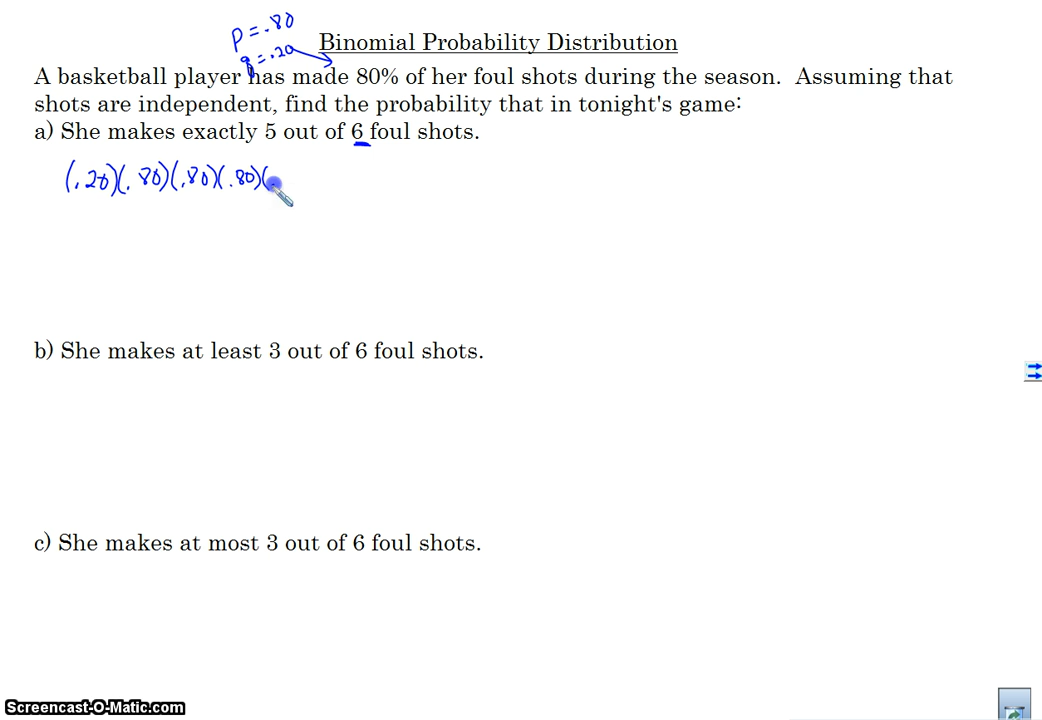 p = .80
Binomial Probability Distribution
q = .20
A basketball player has made 80% of her foul shots during the season. Assuming that
shots are independent, find the probability that in tonight's game:
a) She makes exactly 5 out of 6 foul shots.
(.20)(.80)(.80)(.80)(.
b) She makes at least 3 out of 6 foul shots.
c) She makes at most 3 out of 6 foul shots.
Screencast-O-Matic.com